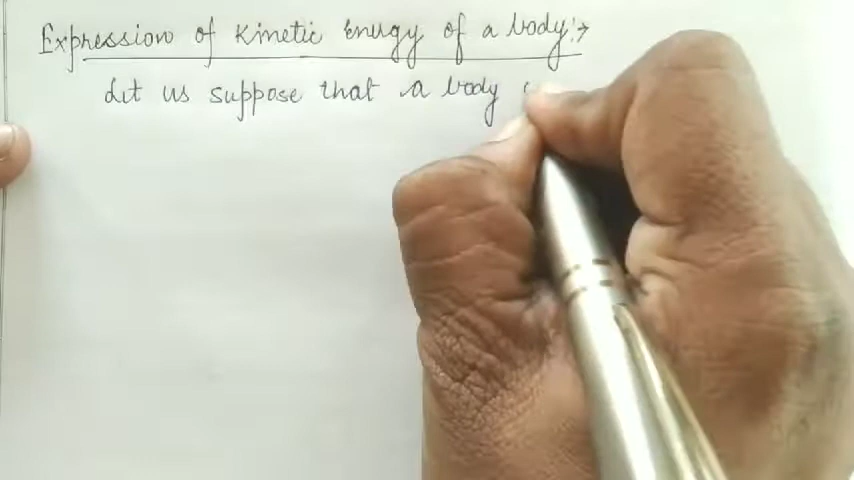 Expression of Kinetic Energy of a body:→
Let us suppose that a body